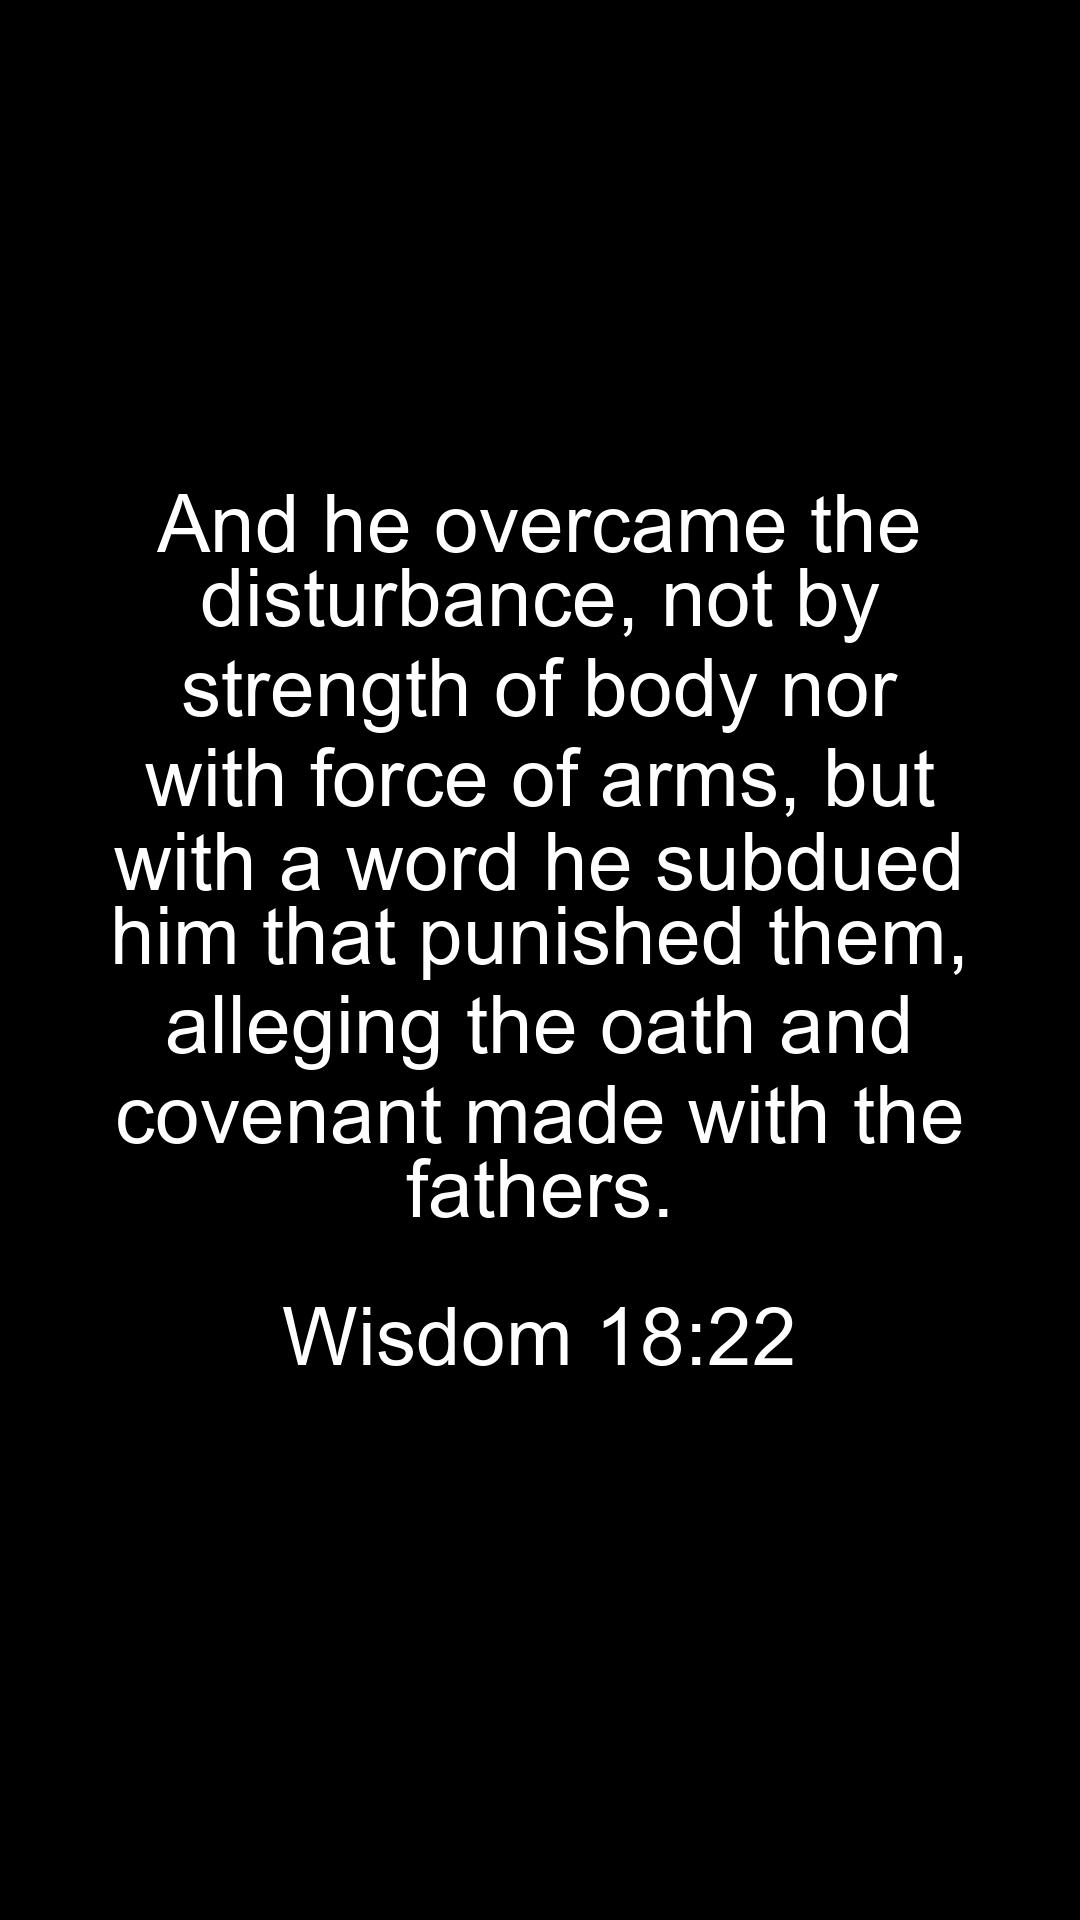 And he overcame the
disturbance, not by
strength of body nor
with force of arms, but
with a word he subdued
him that punished them,
alleging the oath and
covenant made with the
fathers.
Wisdom 18:22